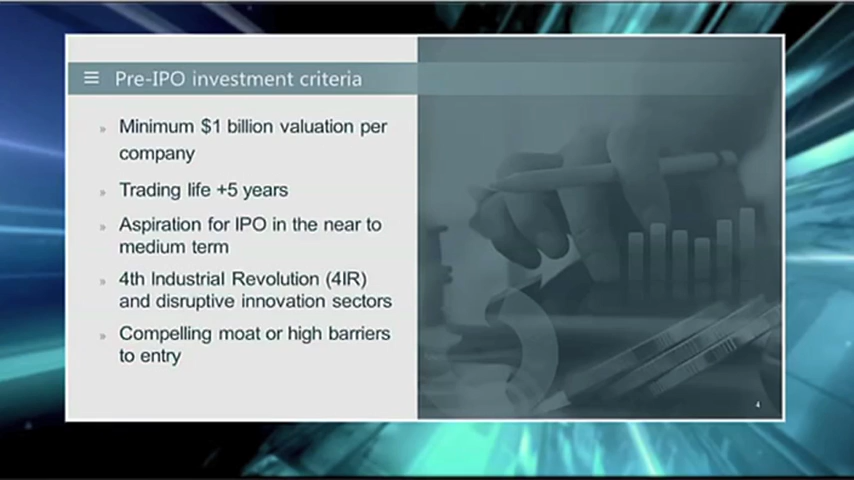 Pre-IPO investment criteria
» Minimum $1 billion valuation per
company
» Trading life +5 years
» Aspiration for IPO in the near to
medium term
» 4th Industrial Revolution (4IR)
and disruptive innovation sectors
» Compelling moat or high barriers
to entry
4